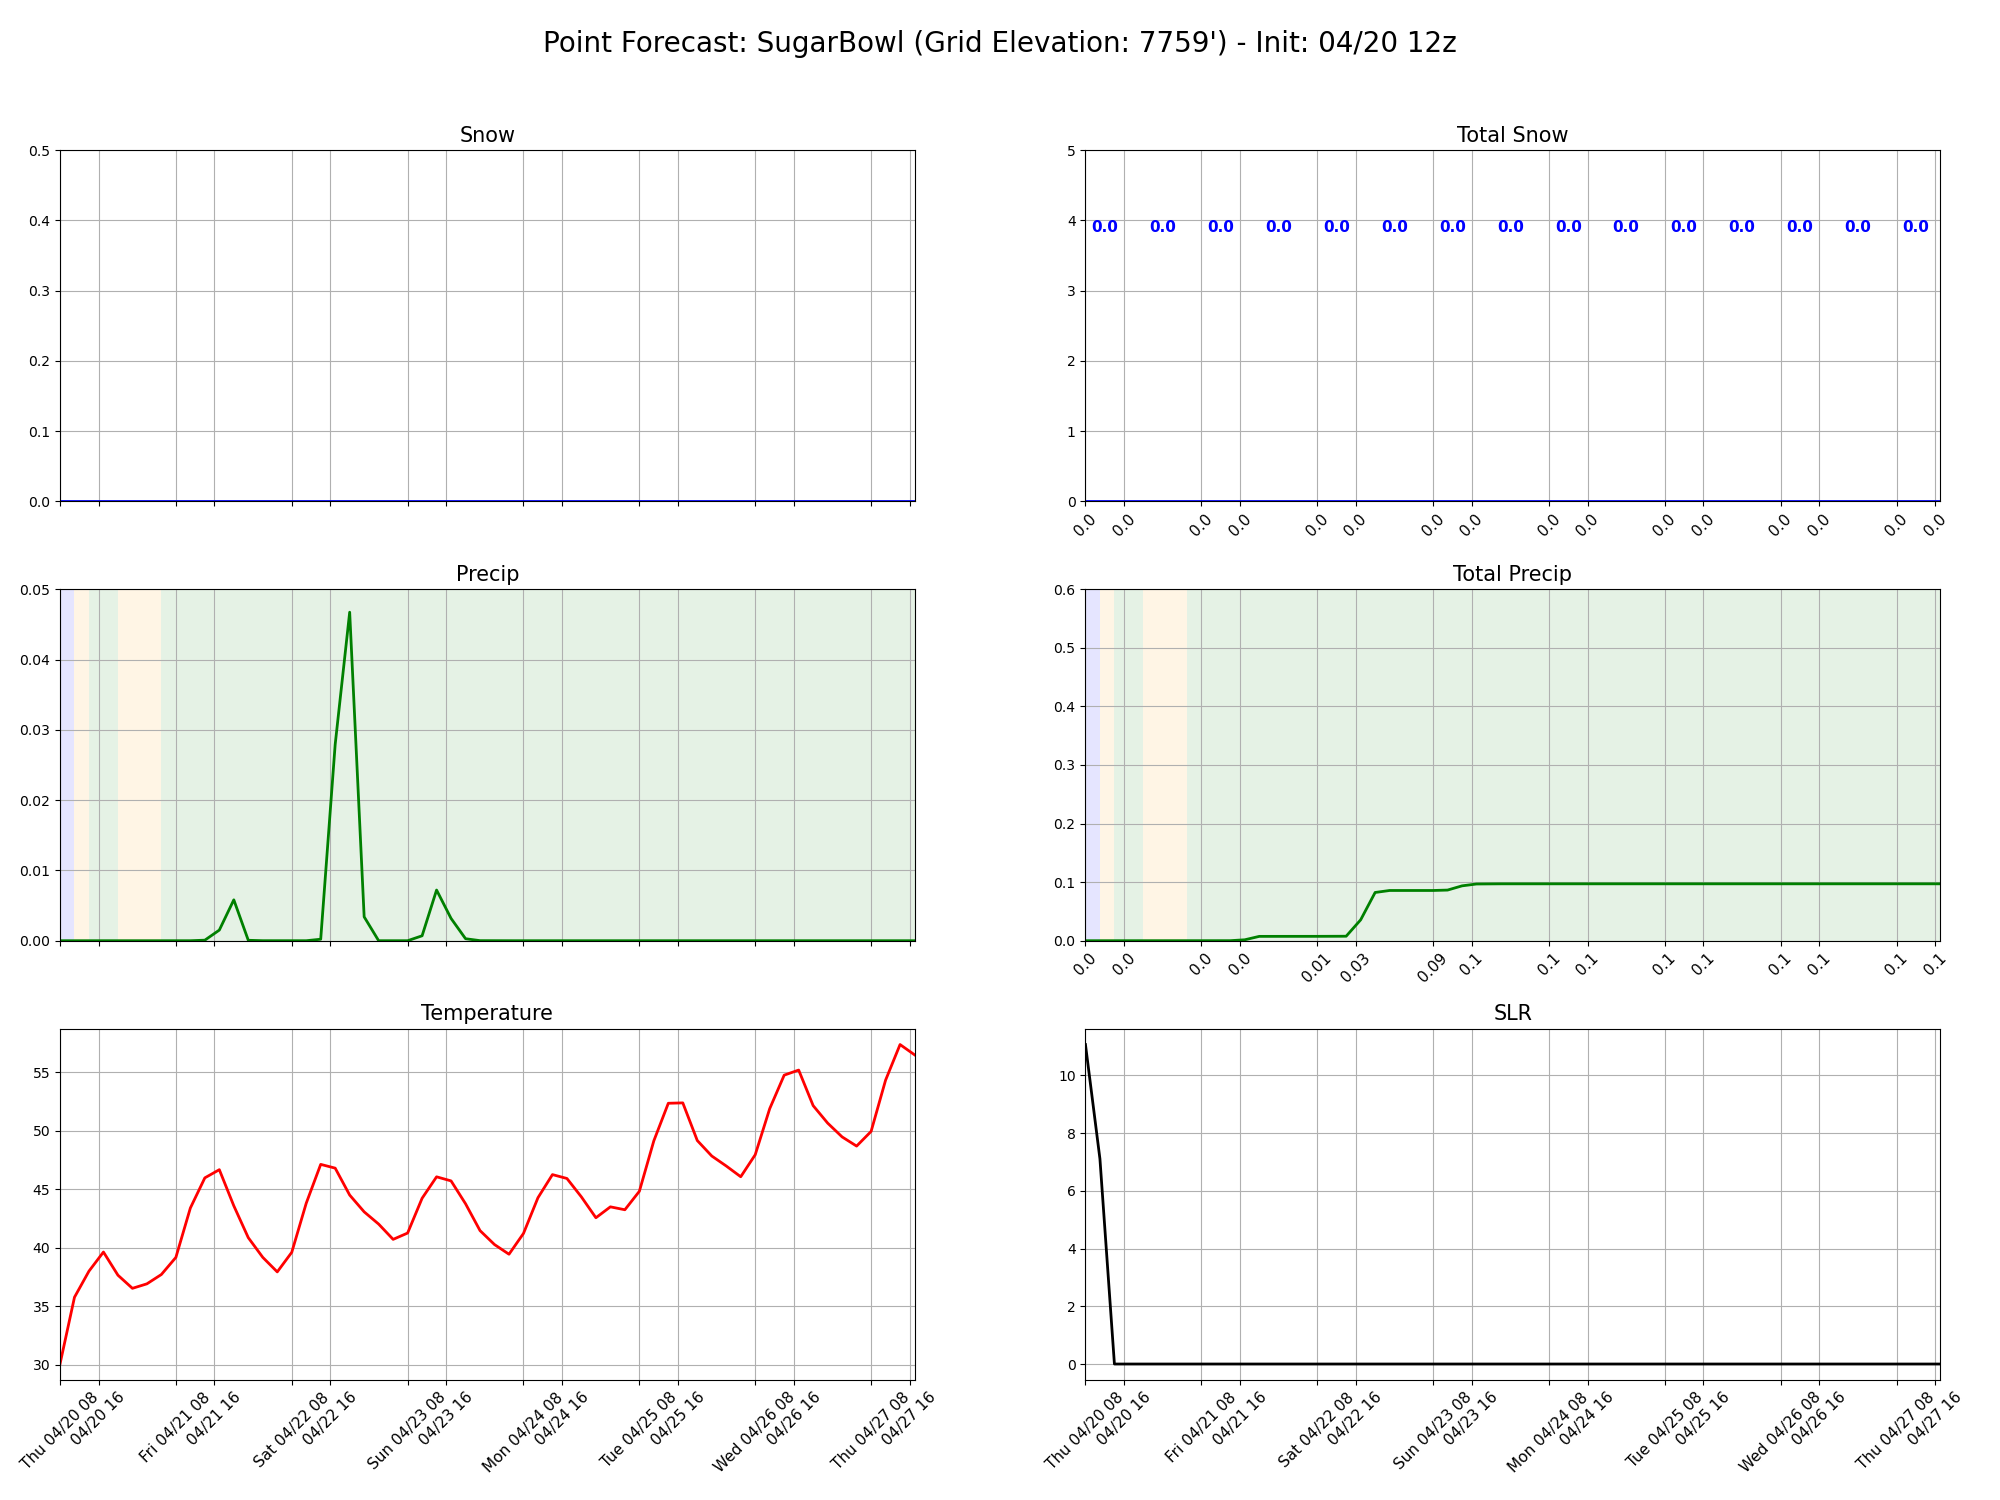 Point Forecast: SugarBowl (Grid Elevation: 7759') - Init: 04/20 12z
Snow
0.5
0.4
0.3
0.2
0.1
0.0
Total Snow
5
4
3
2
1
0
0.0 0.0 0.0 0.0 0.0 0.0 0.0 0.0 0.0 0.0 0.0 0.0 0.0 0.0 0.0
0.0 0.0 0.0 0.0 0.0 0.0 0.0 0.0 0.0 0.0 0.0 0.0 0.0 0.0 0.0 0.0
Precip
0.05
0.04
0.03
0.02
0.01
0.00
Total Precip
0.6
0.5
0.4
0.3
0.2
0.1
0.0
0.0 0.0 0.0 0.0 0.01 0.03 0.09 0.1 0.1 0.1 0.1 0.1 0.1 0.1 0.1 0.1
Temperature
55
50
45
40
35
30
Thu 04/20 08
04/20 16
Fri 04/21 08
04/21 16
Sat 04/22 08
04/22 16
Sun 04/23 08
04/23 16
Mon 04/24 08
04/24 16
Tue 04/25 08
04/25 16
Wed 04/26 08
04/26 16
Thu 04/27 08
04/27 16
SLR
10
8
6
4
2
0
Thu 04/20 08
04/20 16
Fri 04/21 08
04/21 16
Sat 04/22 08
04/22 16
Sun 04/23 08
04/23 16
Mon 04/24 08
04/24 16
Tue 04/25 08
04/25 16
Wed 04/26 08
04/26 16
Thu 04/27 08
04/27 16